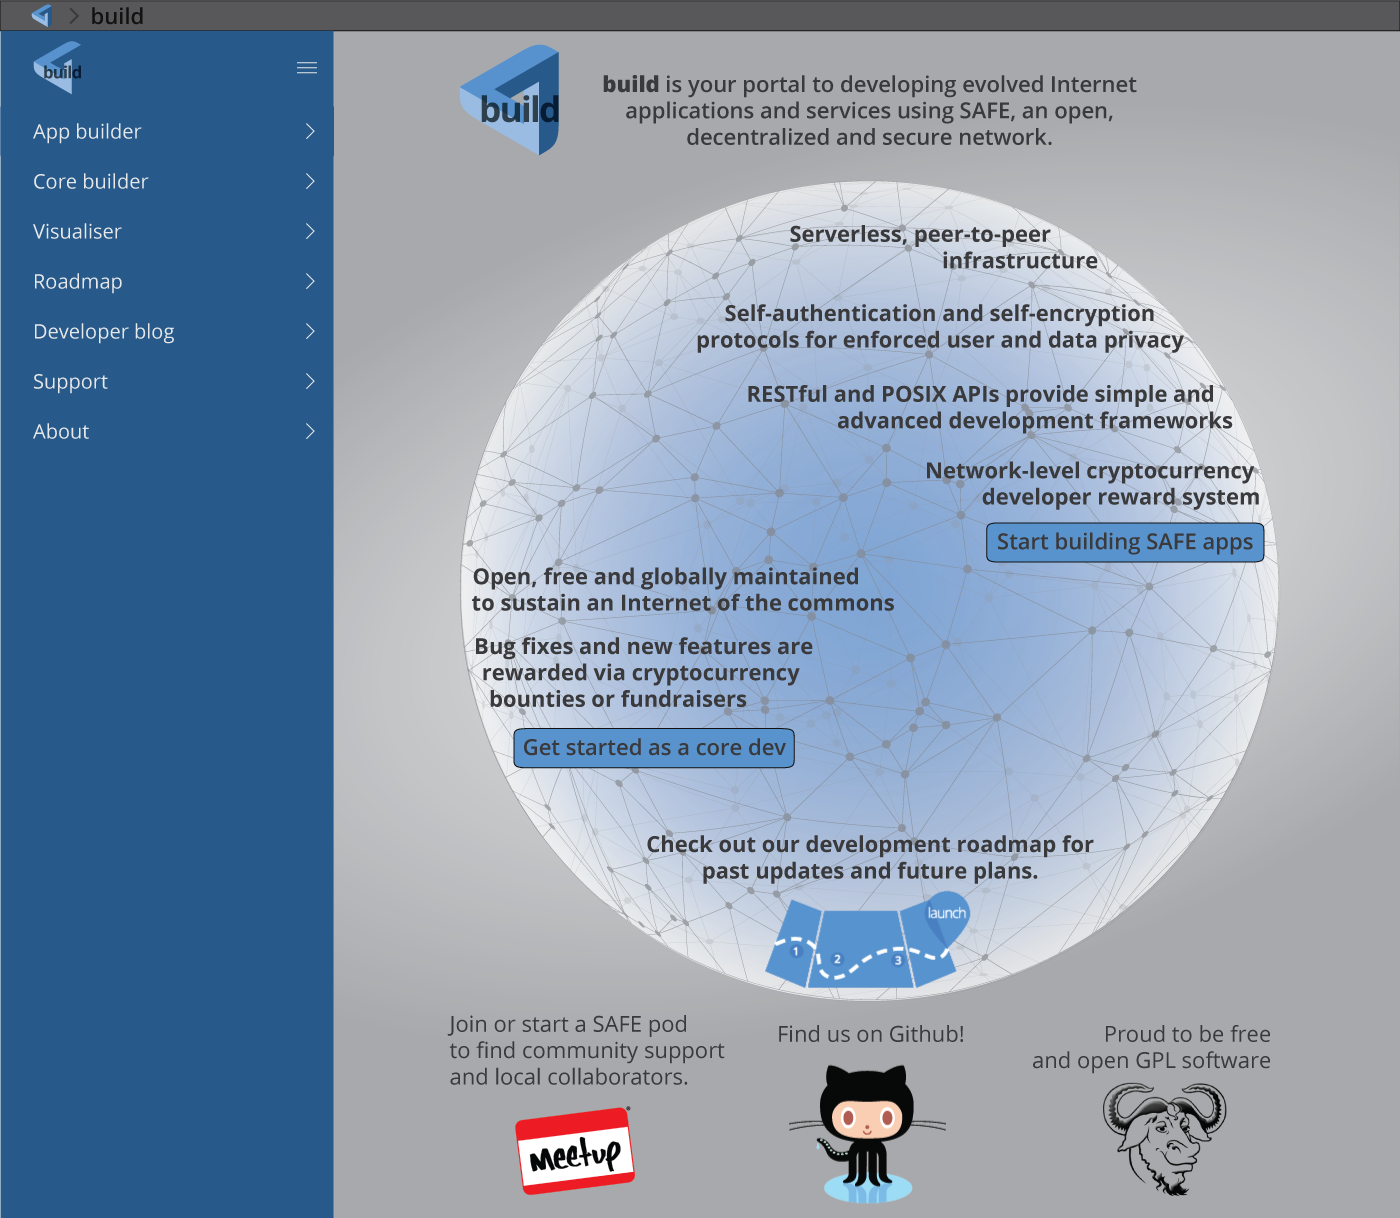 build
build
App builder
Core builder
Visualiser
Roadmap
Developer blog
Support
About
build
build is your portal to developing evolved Internet
applications and services using SAFE, an open,
decentralized and secure network.
Serverless, peer-to-peer
infrastructure
Self-authentication and self-encryption
protocols for enforced user and data privacy
RESTful and POSIX APIs provide simple and
advanced development frameworks
Network-level cryptocurrency
developer reward system
Start building SAFE apps
Open, free and globally maintained
to sustain an Internet of the commons
Bug fixes and new features are
rewarded via cryptocurrency
bounties or fundraisers
Get started as a core dev
Check out our development roadmap for
past updates and future plans.
launch
1
2
3
Join or start a SAFE pod
to find community support
and local collaborators.
Meetup
Find us on Github!
Proud to be free
and open GPL software